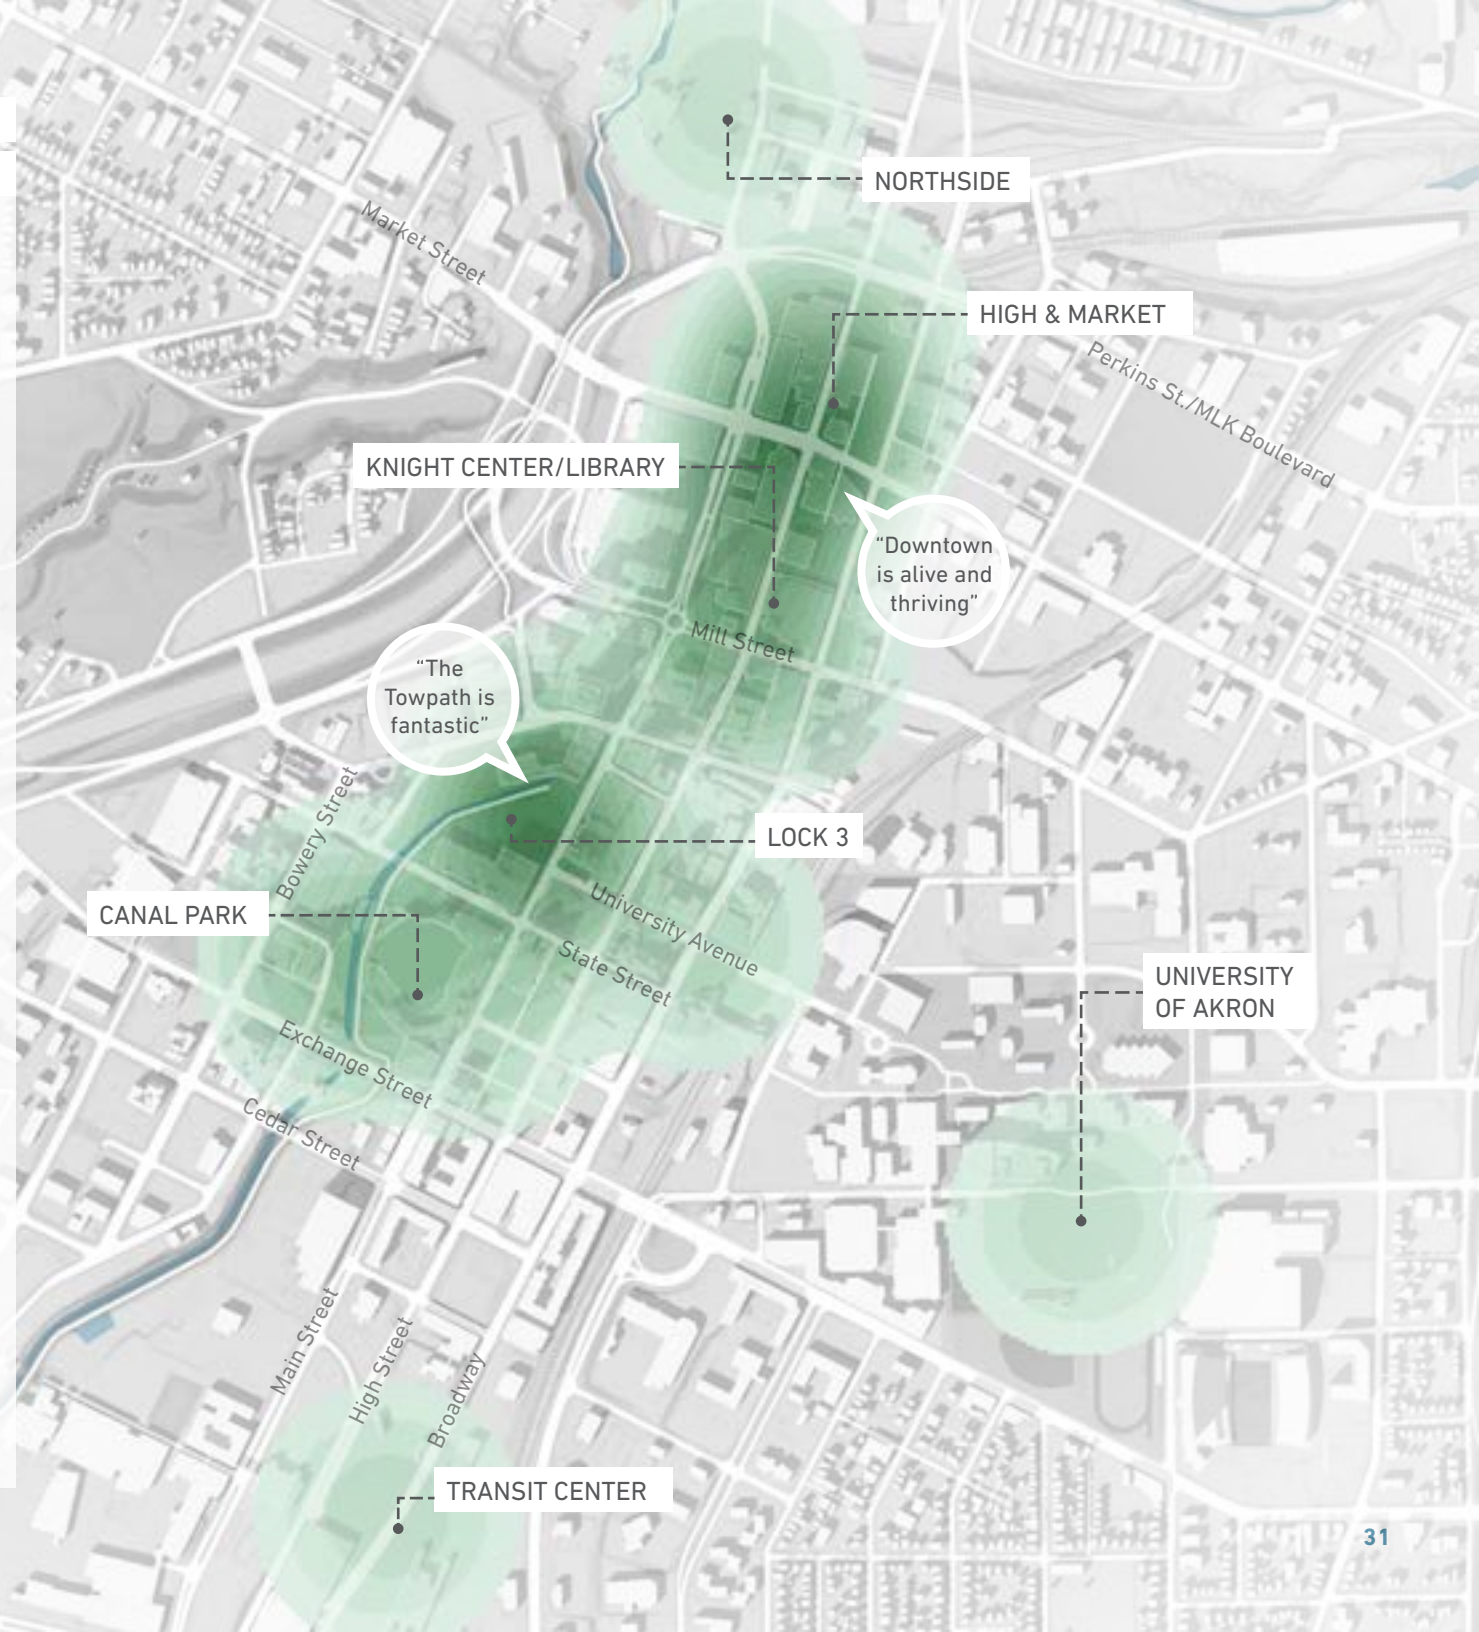 NORTHSIDE
Market Street
HIGH & MARKET
Perkins St./MLK Boulevard
KNIGHT CENTER/LIBRARY
“Downtown
is alive and
thriving”
Mill Street
“The
Towpath is
fantastic”
Bowery Street
LOCK 3
University Avenue
CANAL PARK
State Street
UNIVERSITY
OF AKRON
Exchange Street
Cedar Street
Main Street
High Street
Broadway
TRANSIT CENTER
31